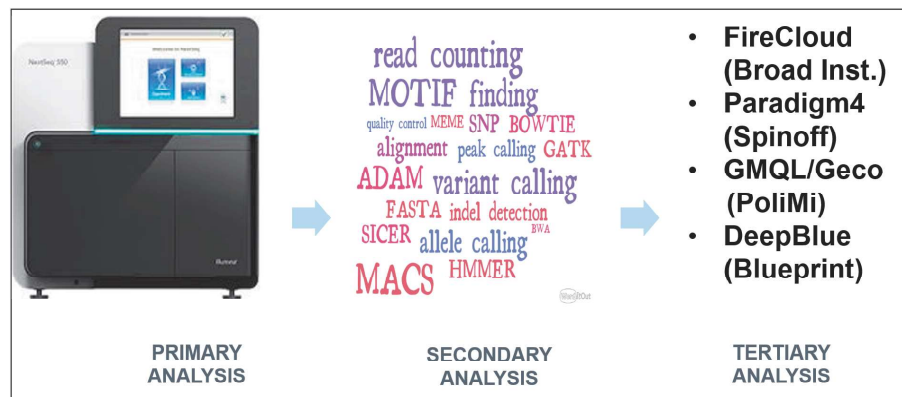 NextSeq 550
illumina
read counting
MOTIF finding
quality control MEME SNP BOWTIE
alignment peak calling GATK
ADAM variant calling
FASTA indel detection
SICER allele calling BWA
MACS HMMER
• FireCloud
(Broad Inst.)
• Paradigm4
(Spinoff)
• GMQL/Geco
(PoliMi)
• DeepBlue
(Blueprint)
PRIMARY
ANALYSIS
SECONDARY
ANALYSIS
TERTIARY
ANALYSIS